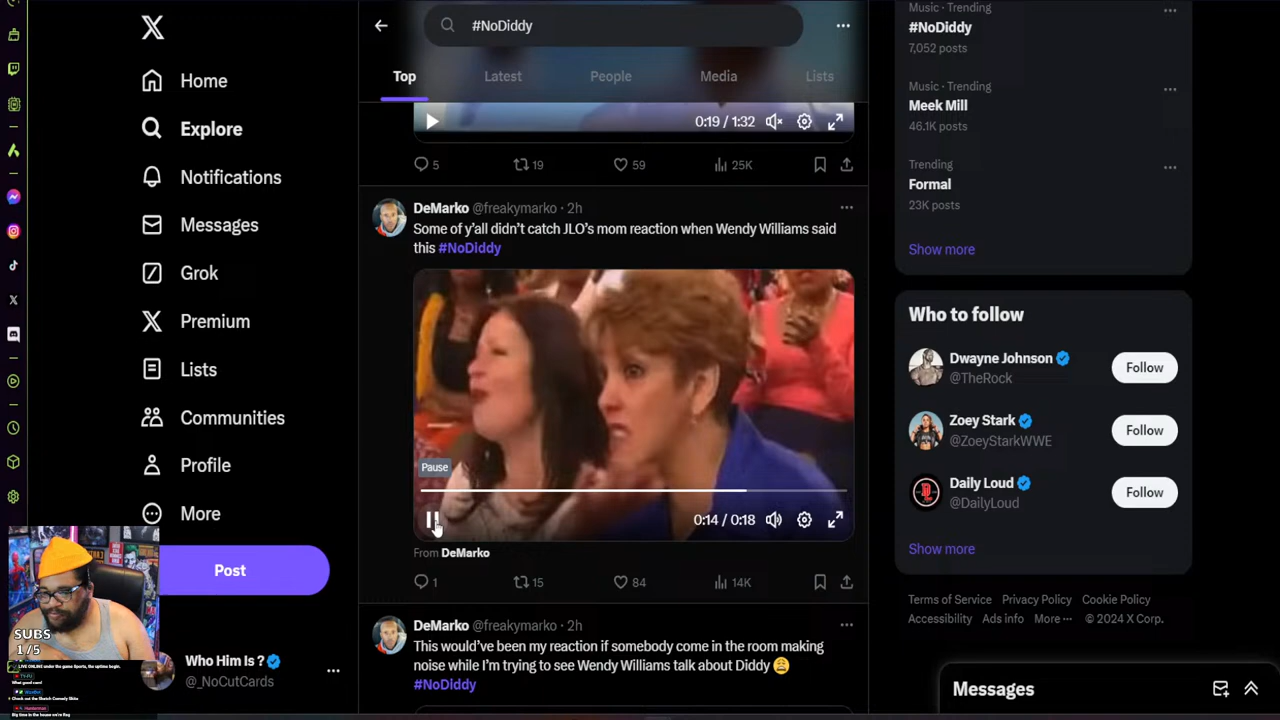 Home
Explore
Notifications
Messages
Grok
Premium
Lists
Communities
Profile
More
Post
Who Him Is ?
@_NoCutCards
SUBS
1/5
#NoDiddy
Top
Latest
People
Media
Lists
0:19 / 1:32
5
19
59
25K
DeMarko @freakymarko · 2h
Some of y'all didn't catch JLO's mom reaction when Wendy Williams said
this #NoDiddy
Pause
0:14 / 0:18
From DeMarko
1
15
84
14K
DeMarko @freakymarko · 2h
This would've been my reaction if somebody come in the room making
noise while I'm trying to see Wendy Williams talk about Diddy 😩
#NoDiddy
Music · Trending
#NoDiddy
7,052 posts
Music · Trending
Meek Mill
46.1K posts
Trending
Formal
23K posts
Show more
Who to follow
Dwayne Johnson
@TheRock
Follow
Zoey Stark
@ZoeyStarkWWE
Follow
Daily Loud
@DailyLoud
Follow
Show more
Terms of Service Privacy Policy Cookie Policy
Accessibility Ads info More ··· © 2024 X Corp.
Messages